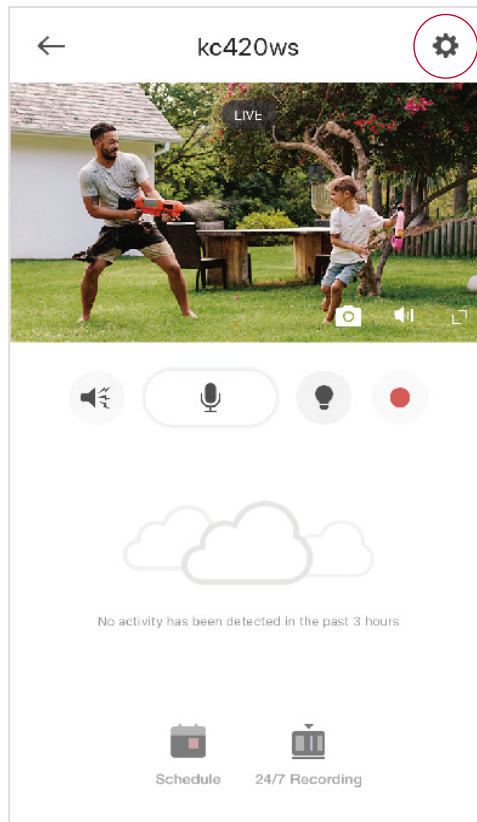 kc420ws
LIVE
No activity has been detected in the past 3 hours
Schedule
24/7 Recording